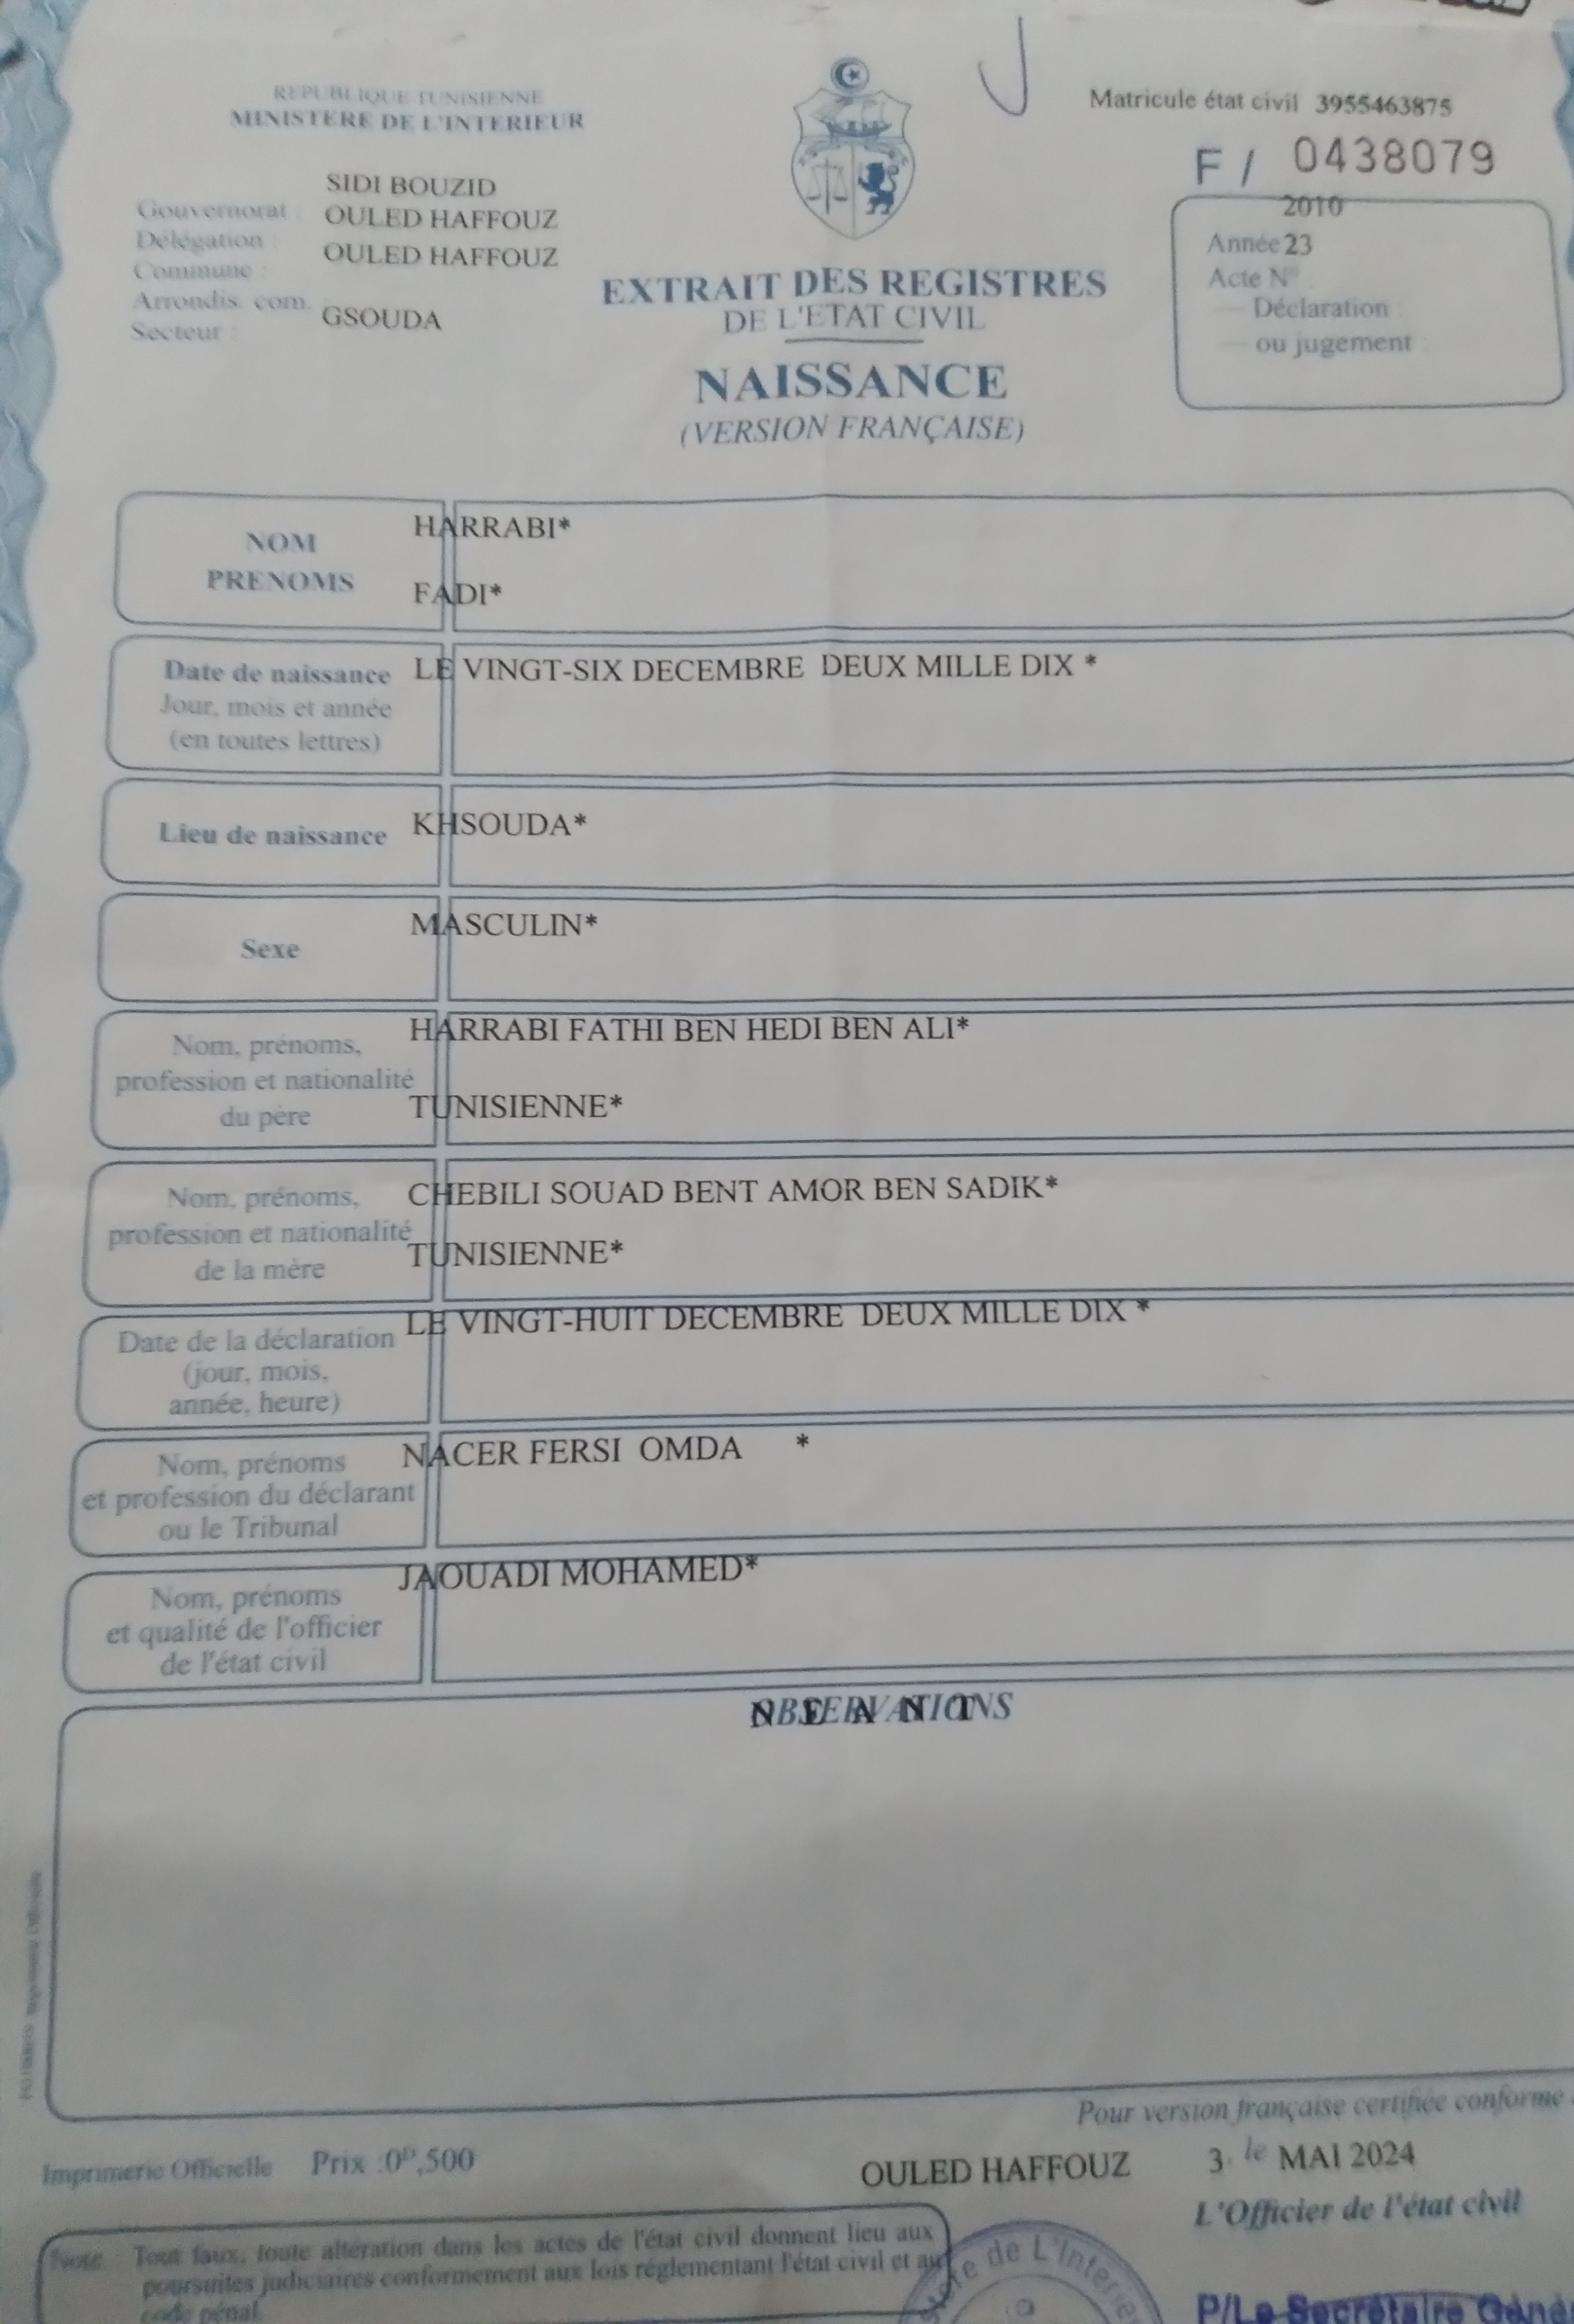 REPUBLIQUE TUNISIENNE
MINISTERE DE L'INTERIEUR
Matricule état civil 3955463875
F / 0438079
SIDI BOUZID
Gouvernorat :
OULED HAFFOUZ
Délégation :
OULED HAFFOUZ
Commune :
Arrondis. com.
GSOUDA
Secteur :
2010
Année 23
Acte N°
Déclaration :
ou jugement :
EXTRAIT DES REGISTRES
DE L'ETAT CIVIL
NAISSANCE
(VERSION FRANÇAISE)
NOM
HARRABI*
PRENOMS
FADI*
Date de naissance
Jour, mois et année
(en toutes lettres)
LE VINGT-SIX DECEMBRE DEUX MILLE DIX *
Lieu de naissance
KHSOUDA*
Sexe
MASCULIN*
Nom, prénoms,
profession et nationalité
du père
HARRABI FATHI BEN HEDI BEN ALI*
TUNISIENNE*
Nom, prénoms,
profession et nationalité
de la mère
CHEBILI SOUAD BENT AMOR BEN SADIK*
TUNISIENNE*
Date de la déclaration
(jour, mois,
année, heure)
LE VINGT-HUIT DECEMBRE DEUX MILLE DIX *
Nom, prénoms
et profession du déclarant
ou le Tribunal
NACER FERSI OMDA *
Nom, prénoms
et qualité de l'officier
de l'état civil
JAOUADI MOHAMED*
OBSERVATIONS
N E A N T
Pour version française certifiée conforme
Imprimerie Officielle Prix :0D,500
OULED HAFFOUZ 3 le MAI 2024
L'Officier de l'état civil
Note : Tout faux, toute altération dans les actes de l'état civil donnent lieu aux
poursuites judiciaires conformement aux lois réglementant l'état civil et au
code pénal.
de L'Interieur
P/Le Secrétaire Géné